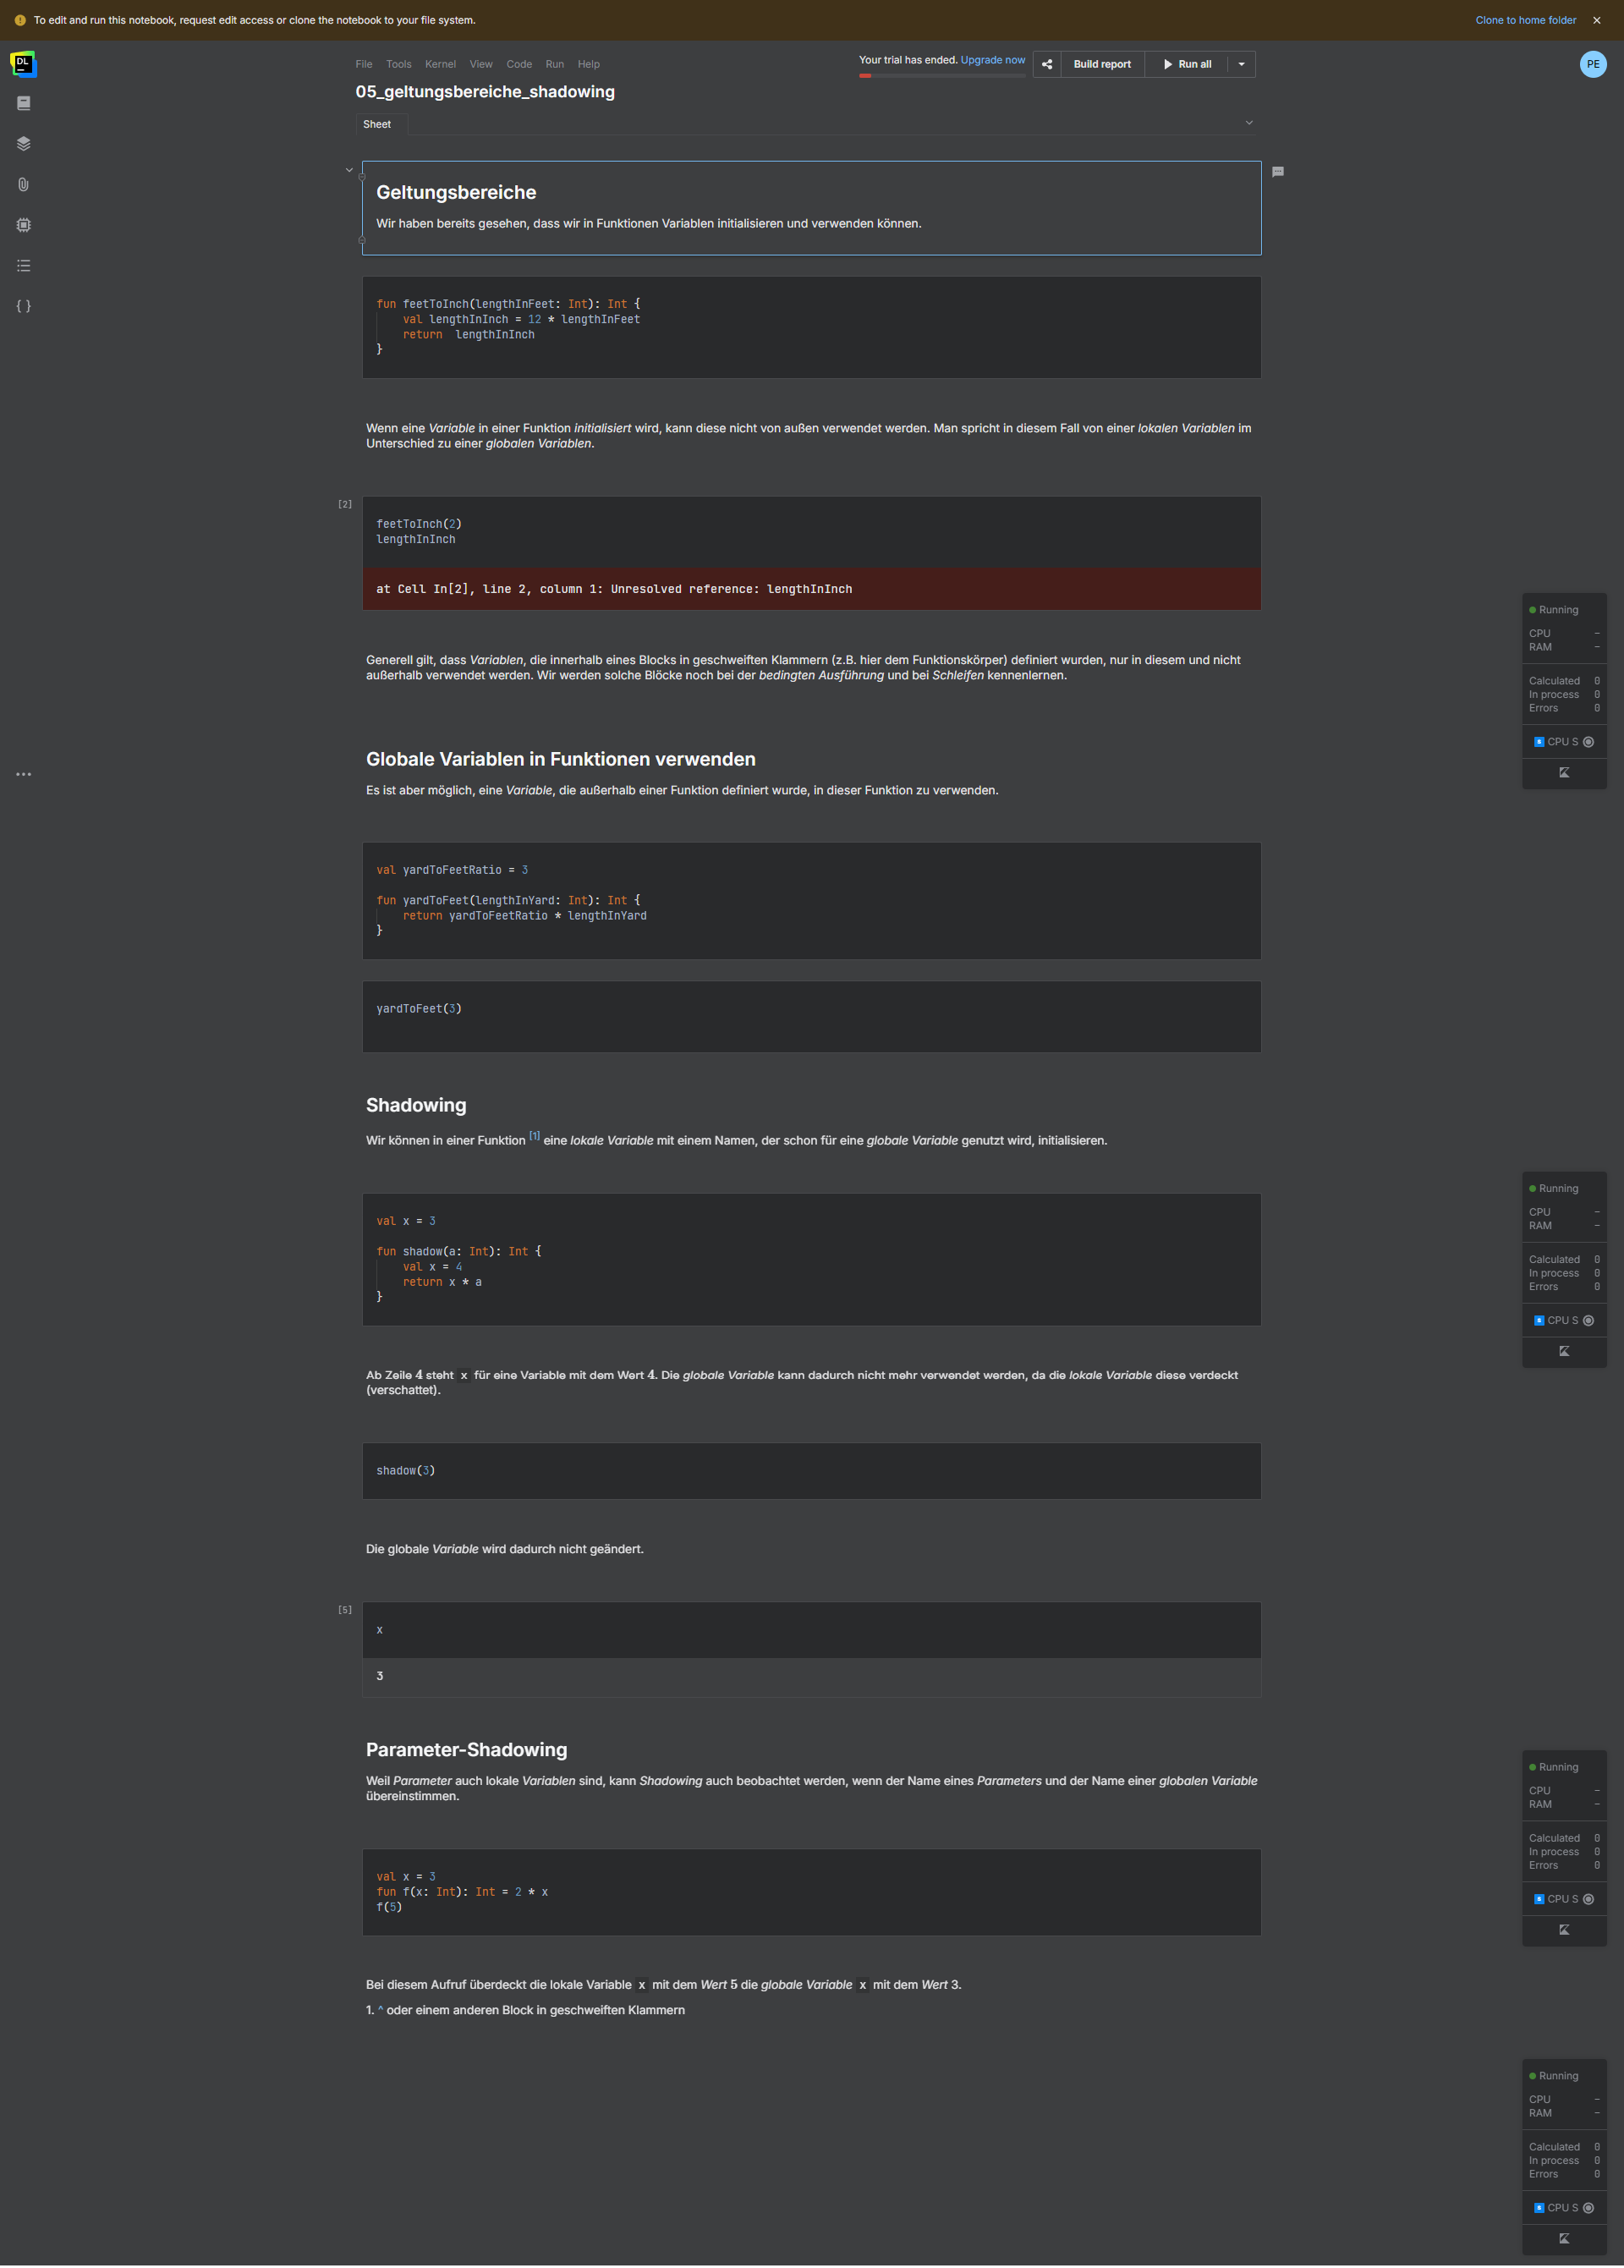 To edit and run this notebook, request edit access or clone the notebook to your file system.
Clone to home folder
DL
File Tools Kernel View Code Run Help
Your trial has ended. Upgrade now
Build report
Run all
PE
05_geltungsbereiche_shadowing
Sheet
Geltungsbereiche
Wir haben bereits gesehen, dass wir in Funktionen Variablen initialisieren und verwenden können.
fun feetToInch(lengthInFeet: Int): Int {
    val lengthInInch = 12 * lengthInFeet
    return  lengthInInch
}
Wenn eine Variable in einer Funktion initialisiert wird, kann diese nicht von außen verwendet werden. Man spricht in diesem Fall von einer lokalen Variablen im
Unterschied zu einer globalen Variablen.
[2]
feetToInch(2)
lengthInInch
at Cell In[2], line 2, column 1: Unresolved reference: lengthInInch
Generell gilt, dass Variablen, die innerhalb eines Blocks in geschweiften Klammern (z.B. hier dem Funktionskörper) definiert wurden, nur in diesem und nicht
außerhalb verwendet werden. Wir werden solche Blöcke noch bei der bedingten Ausführung und bei Schleifen kennenlernen.
Globale Variablen in Funktionen verwenden
Es ist aber möglich, eine Variable, die außerhalb einer Funktion definiert wurde, in dieser Funktion zu verwenden.
val yardToFeetRatio = 3
fun yardToFeet(lengthInYard: Int): Int {
    return yardToFeetRatio * lengthInYard
}
yardToFeet(3)
Shadowing
Wir können in einer Funktion [1] eine lokale Variable mit einem Namen, der schon für eine globale Variable genutzt wird, initialisieren.
val x = 3
fun shadow(a: Int): Int {
    val x = 4
    return x * a
}
Ab Zeile 4 steht x für eine Variable mit dem Wert 4. Die globale Variable kann dadurch nicht mehr verwendet werden, da die lokale Variable diese verdeckt
(verschattet).
shadow(3)
Die globale Variable wird dadurch nicht geändert.
[5]
x
3
Parameter-Shadowing
Weil Parameter auch lokale Variablen sind, kann Shadowing auch beobachtet werden, wenn der Name eines Parameters und der Name einer globalen Variable
übereinstimmen.
val x = 3
fun f(x: Int): Int = 2 * x
f(5)
Bei diesem Aufruf überdeckt die lokale Variable x mit dem Wert 5 die globale Variable x mit dem Wert 3.
1. ^ oder einem anderen Block in geschweiften Klammern
Running
CPU –
RAM –
Calculated 0
In process 0
Errors 0
CPU S
Running
CPU –
RAM –
Calculated 0
In process 0
Errors 0
CPU S
Running
CPU –
RAM –
Calculated 0
In process 0
Errors 0
CPU S
Running
CPU –
RAM –
Calculated 0
In process 0
Errors 0
CPU S